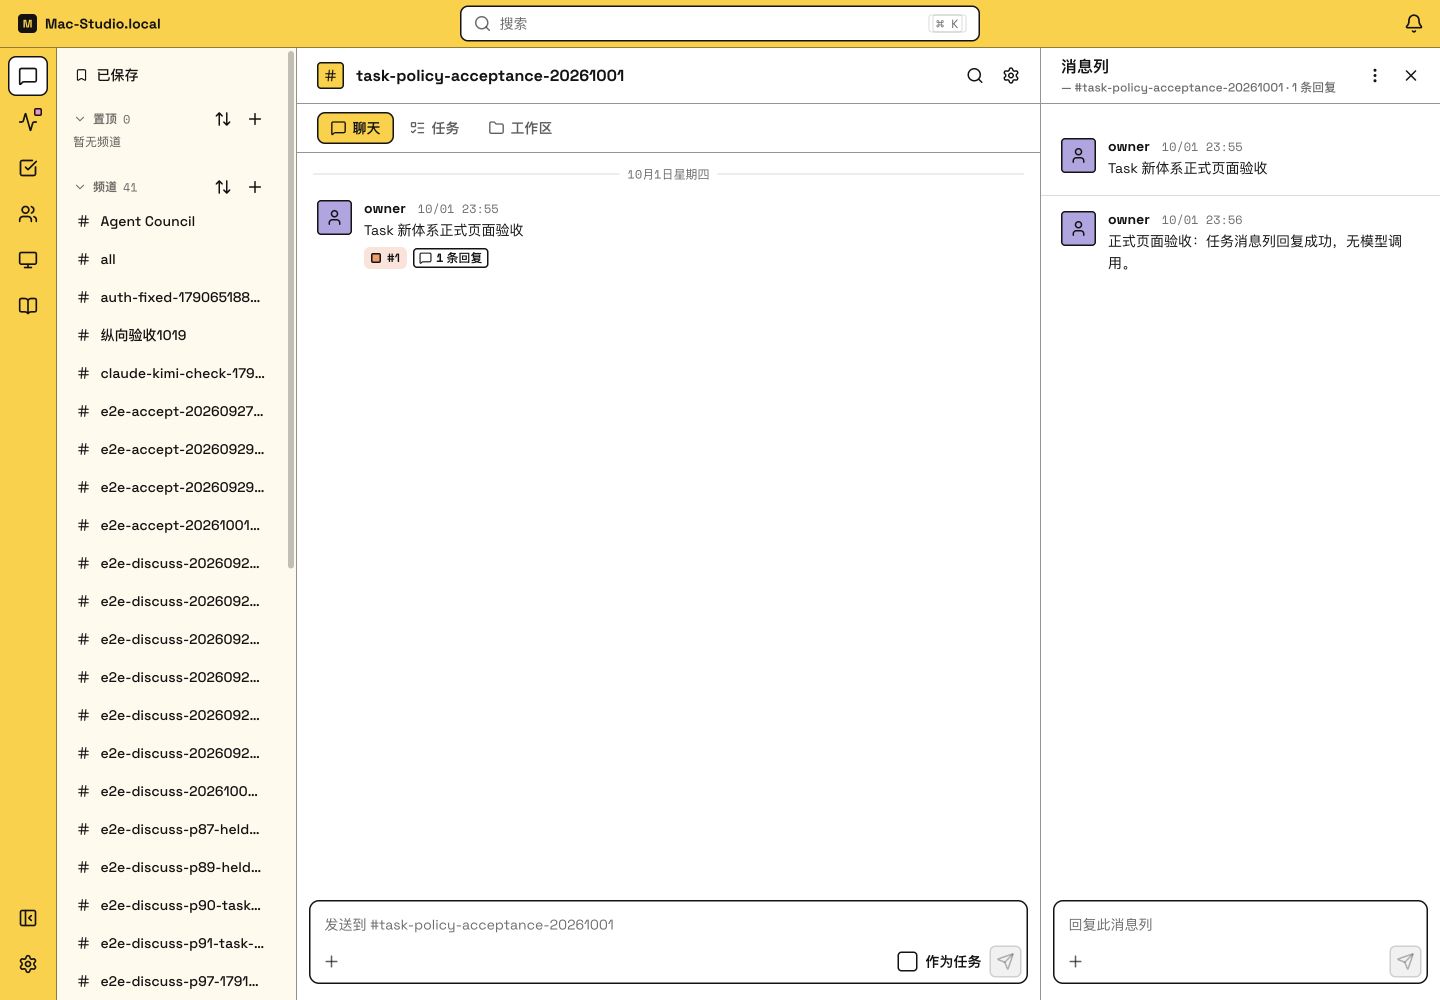 M Mac-Studio.local
搜索
⌘ K
已保存
置顶 0
暂无频道
频道 41
# Agent Council
# all
# auth-fixed-179065188...
# 纵向验收1019
# claude-kimi-check-179...
# e2e-accept-20260927...
# e2e-accept-20260929...
# e2e-accept-20260929...
# e2e-accept-20261001...
# e2e-discuss-2026092...
# e2e-discuss-2026092...
# e2e-discuss-2026092...
# e2e-discuss-2026092...
# e2e-discuss-2026092...
# e2e-discuss-2026092...
# e2e-discuss-2026100...
# e2e-discuss-p87-held...
# e2e-discuss-p89-held...
# e2e-discuss-p90-task...
# e2e-discuss-p91-task-...
# e2e-discuss-p97-1791...
# task-policy-acceptance-20261001
聊天 任务 工作区
10月1日星期四
owner 10/01 23:55
Task 新体系正式页面验收
#1 1 条回复
发送到 #task-policy-acceptance-20261001
作为任务
消息列
— #task-policy-acceptance-20261001 · 1 条回复
owner 10/01 23:55
Task 新体系正式页面验收
owner 10/01 23:56
正式页面验收：任务消息列回复成功，无模型调
用。
回复此消息列